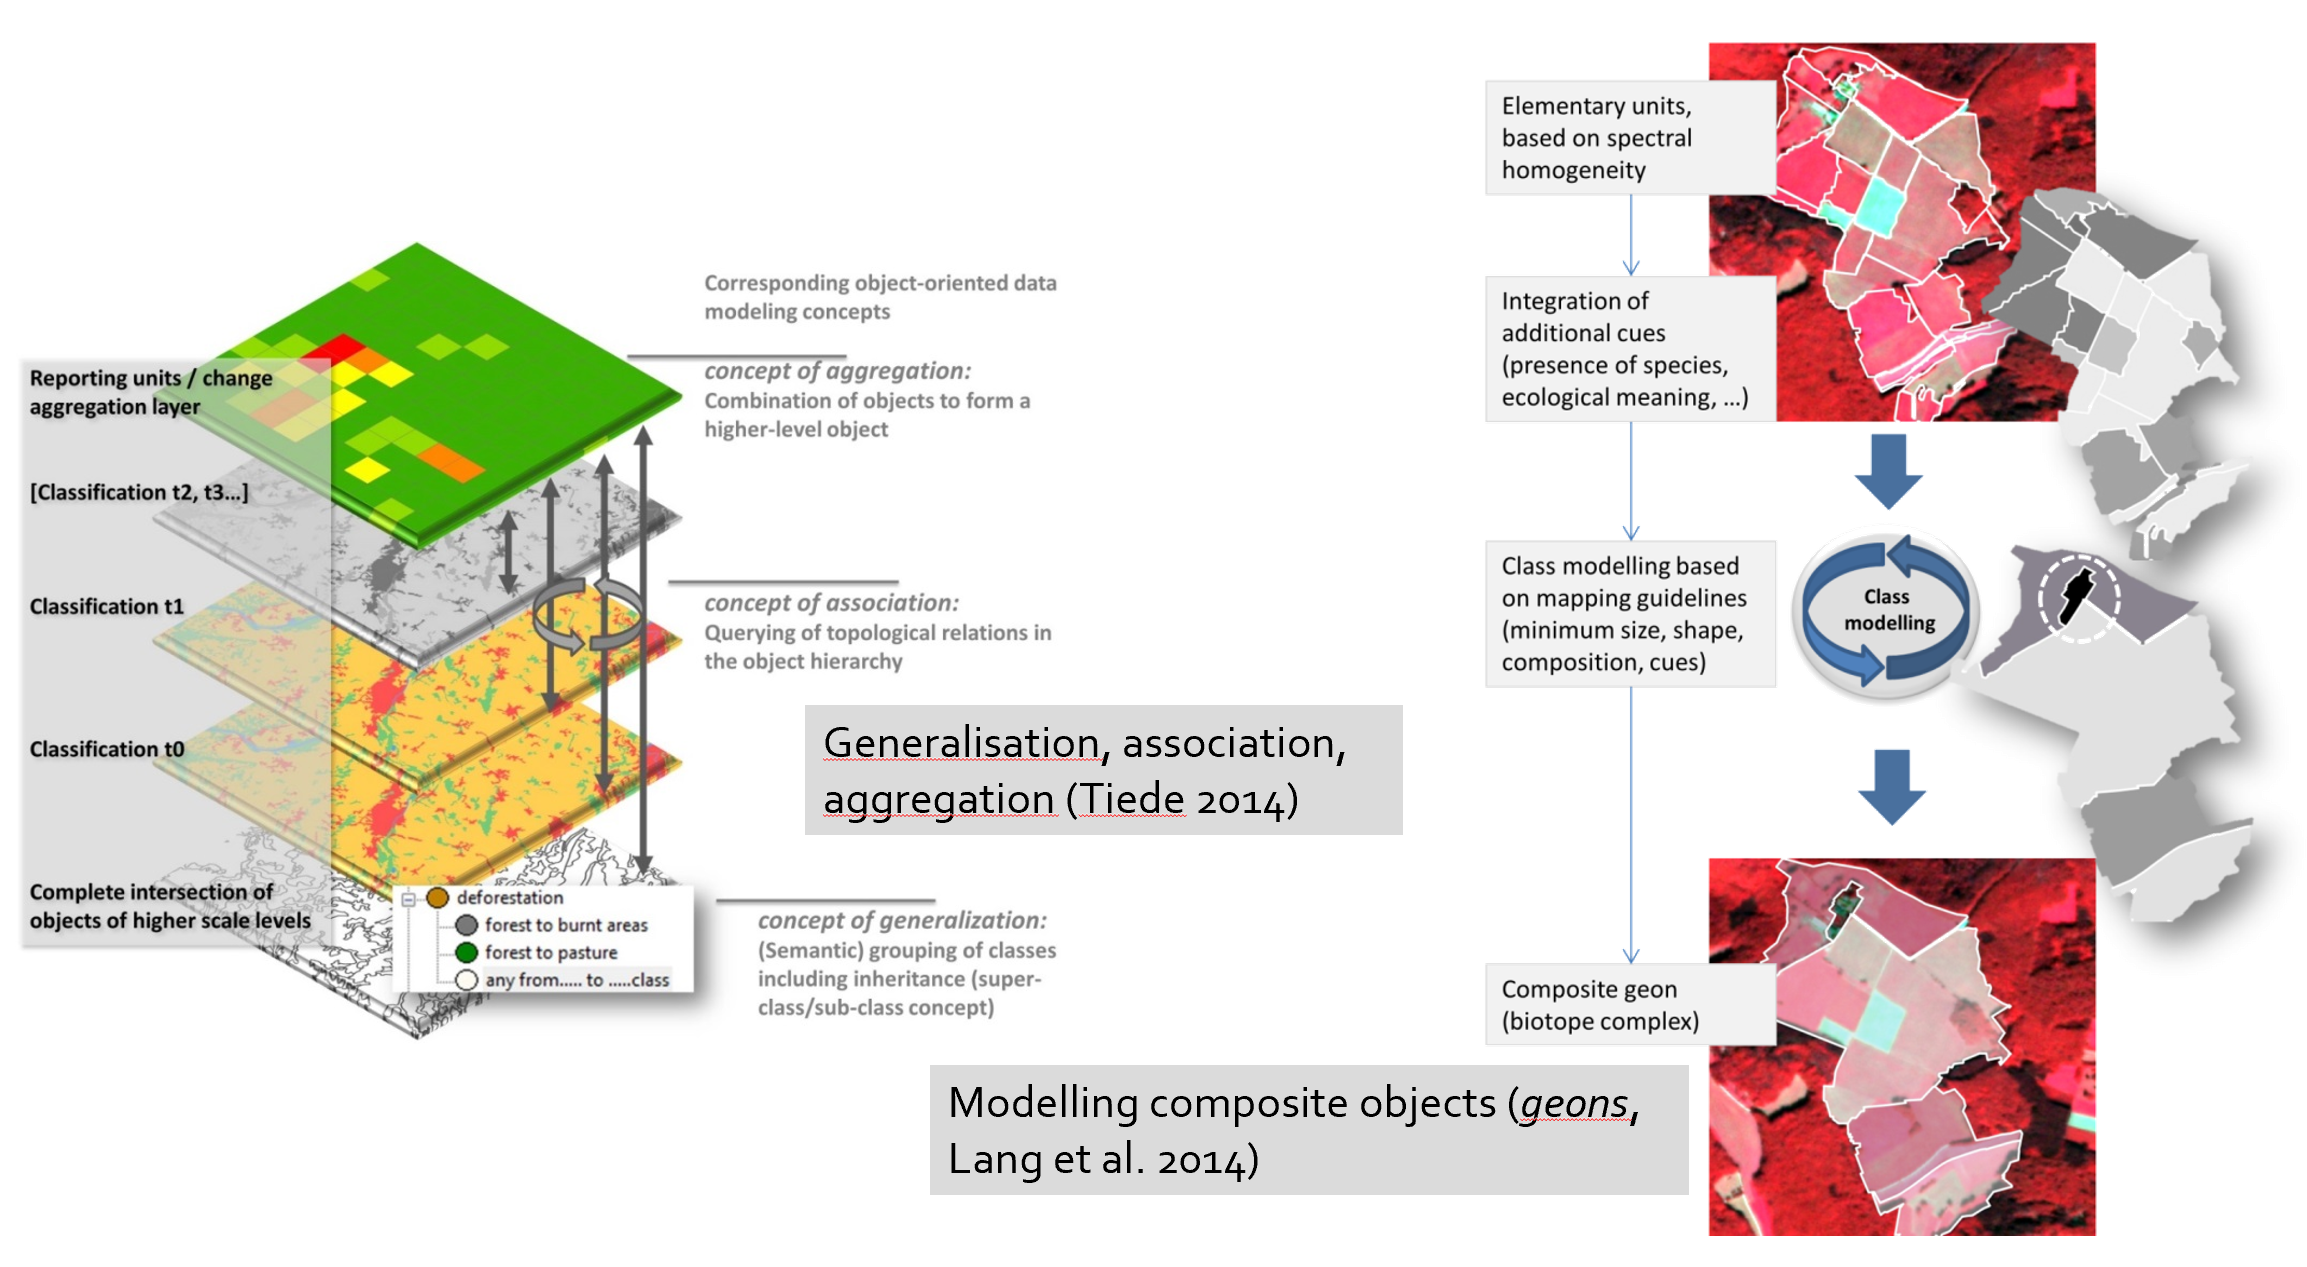 Reporting units / change
aggregation layer
[Classification t2, t3...]
Classification t1
Classification t0
Complete intersection of
objects of higher scale levels
deforestation
forest to burnt areas
forest to pasture
any from..... to .....class
Corresponding object-oriented data
modeling concepts
concept of aggregation:
Combination of objects to form a
higher-level object
concept of association:
Querying of topological relations in
the object hierarchy
concept of generalization:
(Semantic) grouping of classes
including inheritance (super-
class/sub-class concept)
Generalisation, association,
aggregation (Tiede 2014)
Modelling composite objects (geons,
Lang et al. 2014)
Elementary units,
based on spectral
homogeneity
Integration of
additional cues
(presence of species,
ecological meaning, ...)
Class modelling based
on mapping guidelines
(minimum size, shape,
composition, cues)
Class
modelling
Composite geon
(biotope complex)